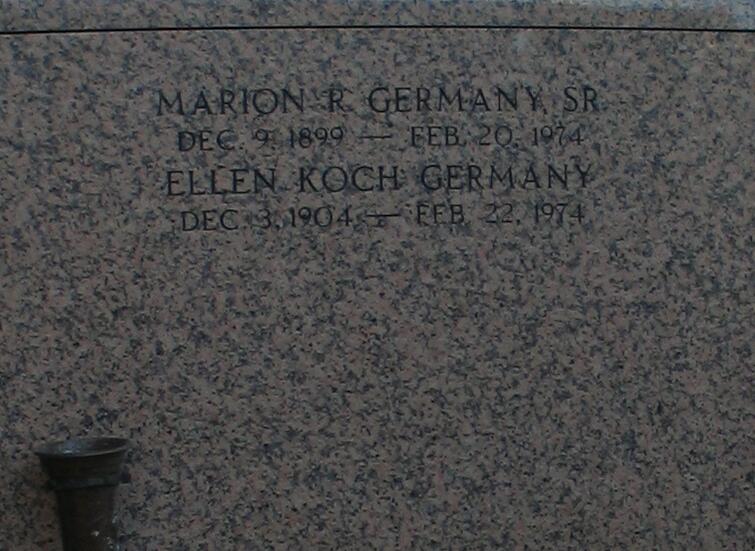 MARION R. GERMANY, SR.
DEC. 9, 1899 — FEB. 20, 1974
ELLEN KOCH GERMANY
DEC. 3, 1904 — FEB. 22, 1974